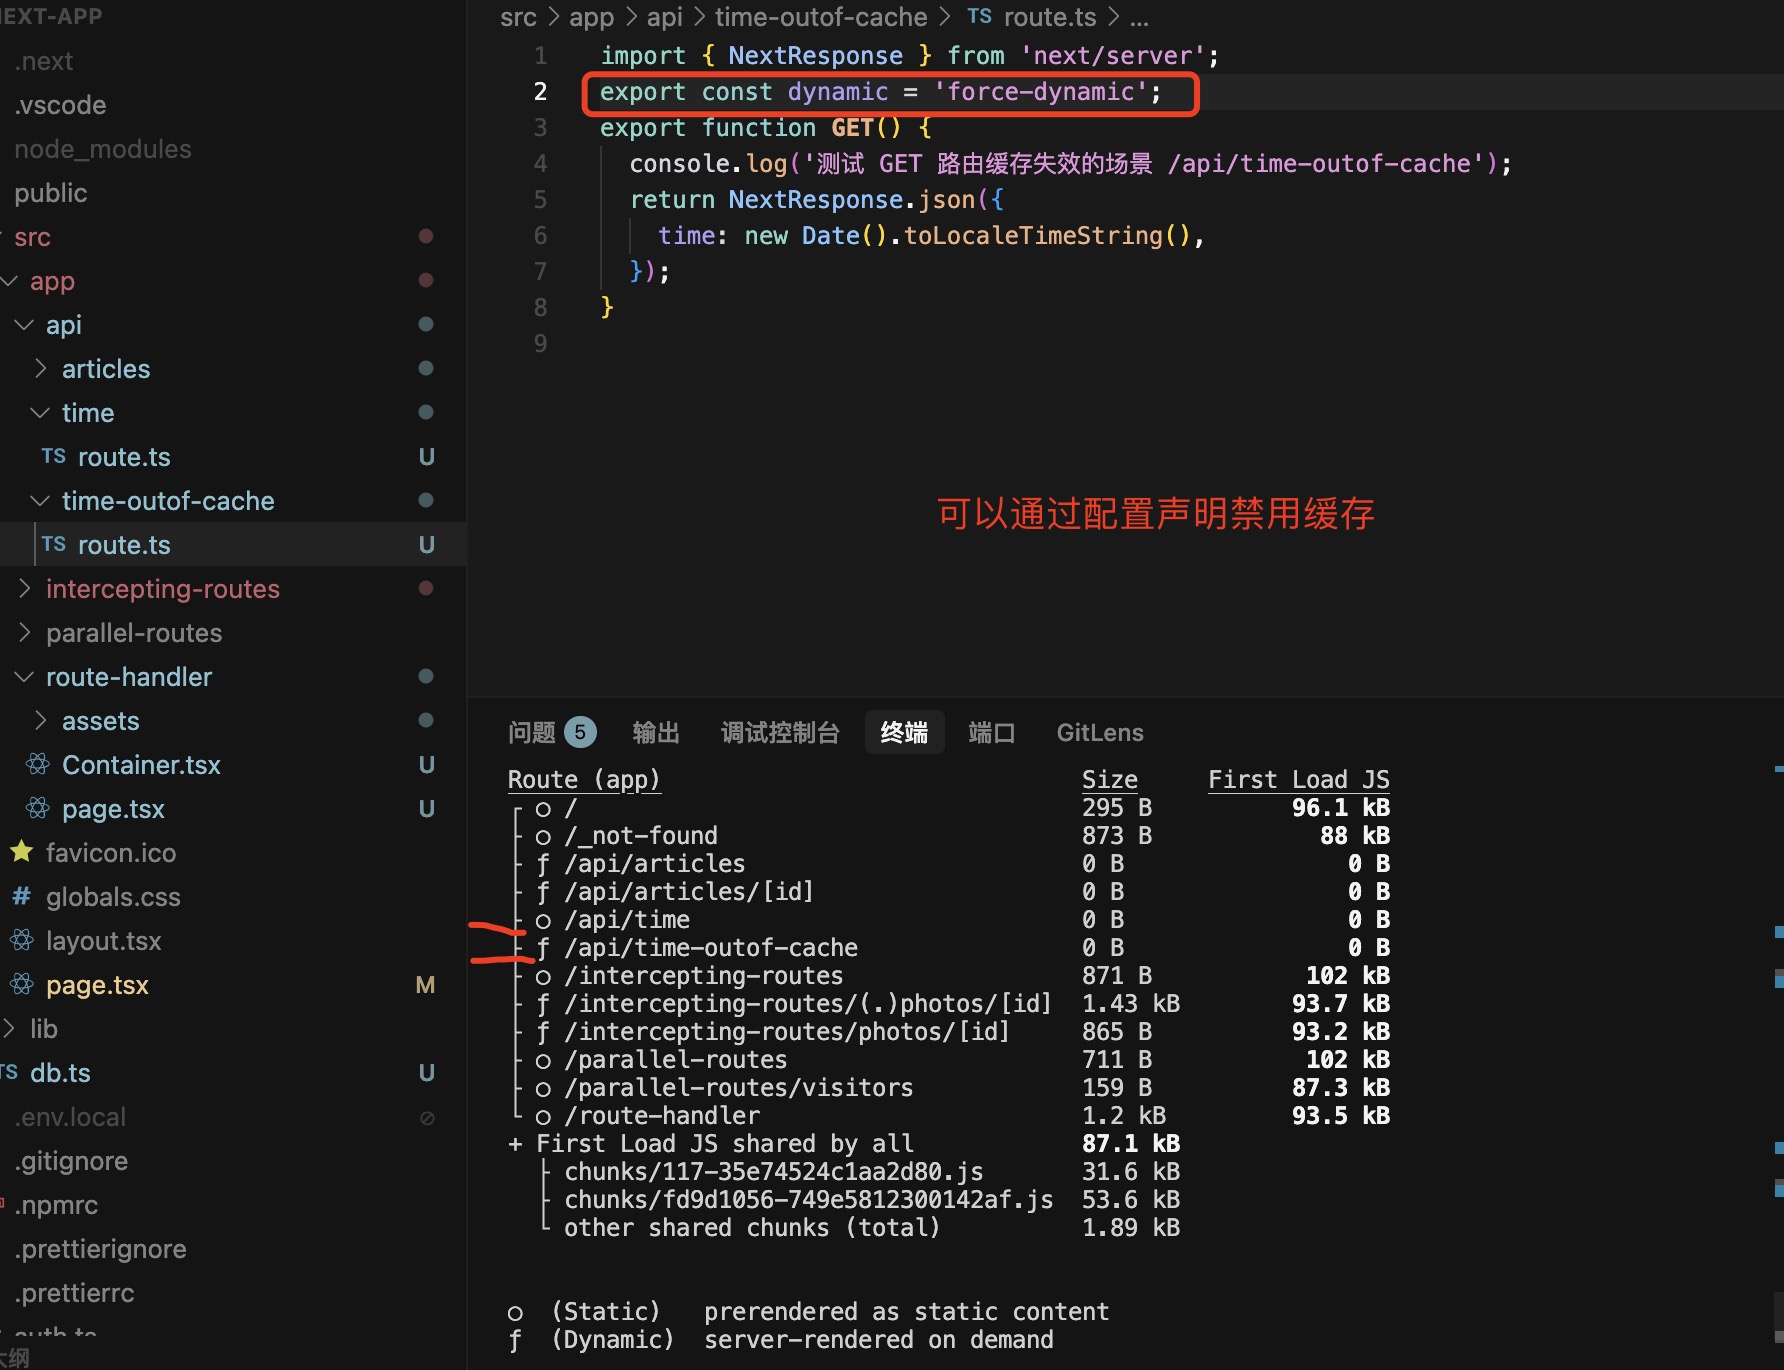 NEXT-APP
.next
.vscode
node_modules
public
src
app
api
articles
time
TS route.ts U
time-outof-cache
TS route.ts U
intercepting-routes
parallel-routes
route-handler
assets
Container.tsx U
page.tsx U
favicon.ico
# globals.css
layout.tsx
page.tsx M
lib
TS db.ts U
.env.local
.gitignore
.npmrc
.prettierignore
.prettierrc
auth.ts
大纲
src > app > api > time-outof-cache > TS route.ts > ...
1 import { NextResponse } from 'next/server';
2 export const dynamic = 'force-dynamic';
3 export function GET() {
4 console.log('测试 GET 路由缓存失效的场景 /api/time-outof-cache');
5 return NextResponse.json({
6 time: new Date().toLocaleTimeString(),
7 });
8 }
9
可以通过配置声明禁用缓存
问题 5 输出 调试控制台 终端 端口 GitLens
Route (app) Size First Load JS
┌ ○ / 295 B 96.1 kB
├ ○ /_not-found 873 B 88 kB
├ ƒ /api/articles 0 B 0 B
├ ƒ /api/articles/[id] 0 B 0 B
├ ○ /api/time 0 B 0 B
├ ƒ /api/time-outof-cache 0 B 0 B
├ ○ /intercepting-routes 871 B 102 kB
├ ƒ /intercepting-routes/(.)photos/[id] 1.43 kB 93.7 kB
├ ƒ /intercepting-routes/photos/[id] 865 B 93.2 kB
├ ○ /parallel-routes 711 B 102 kB
├ ○ /parallel-routes/visitors 159 B 87.3 kB
└ ○ /route-handler 1.2 kB 93.5 kB
+ First Load JS shared by all 87.1 kB
├ chunks/117-35e74524c1aa2d80.js 31.6 kB
├ chunks/fd9d1056-749e5812300142af.js 53.6 kB
└ other shared chunks (total) 1.89 kB
○ (Static) prerendered as static content
ƒ (Dynamic) server-rendered on demand